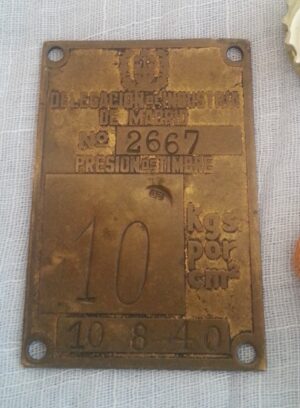 DELEGACION DE INDUSTRIA
DE MADRID
Nº 2667
PRESION DE TIMBRE
10
kgs
por
cm²
10 8 40